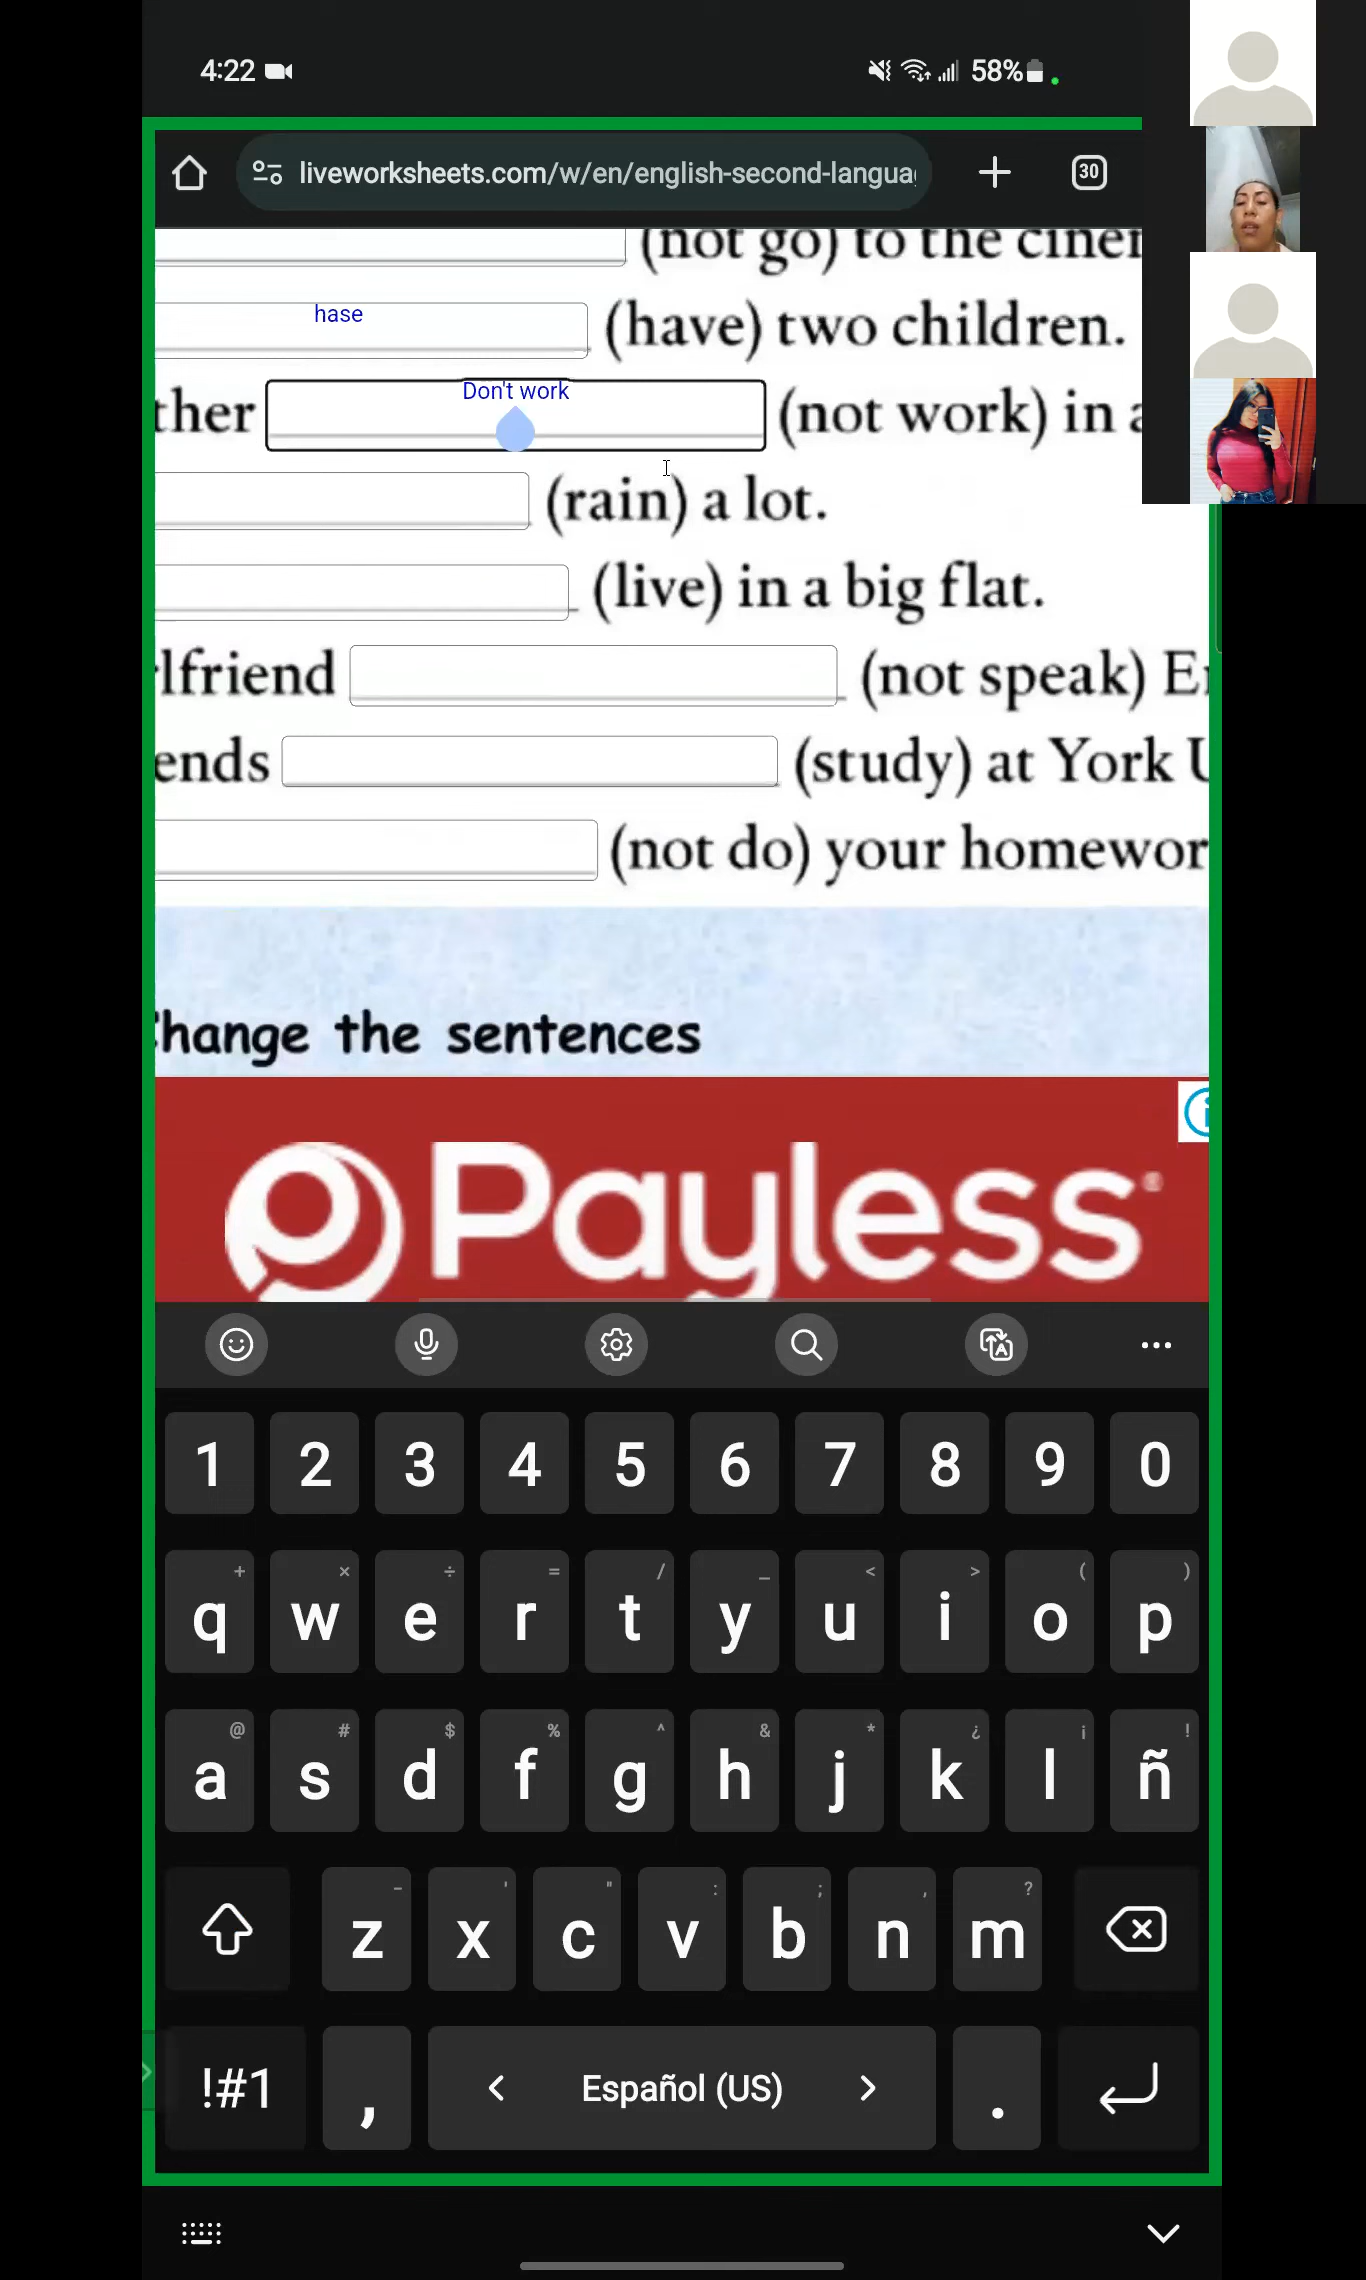 4:22 58%
liveworksheets.com/w/en/english-second-langua
30
(not go) to the
hase (have) two children.
ther Don't work (not work) in a
(rain) a lot.
(live) in a big flat.
lfriend (not speak)
ends (study) at York
(not do) your homewor
hange the sentences
Payless®
1 2 3 4 5 6 7 8 9 0
+ × ÷ = / _ < > ( )
q w e r t y u i o p
@ # $ % ^ & * ¿ ¡ !
a s d f g h j k l ñ
- ' " : ; , ?
z x c v b n m
!#1 , < Español (US) > .